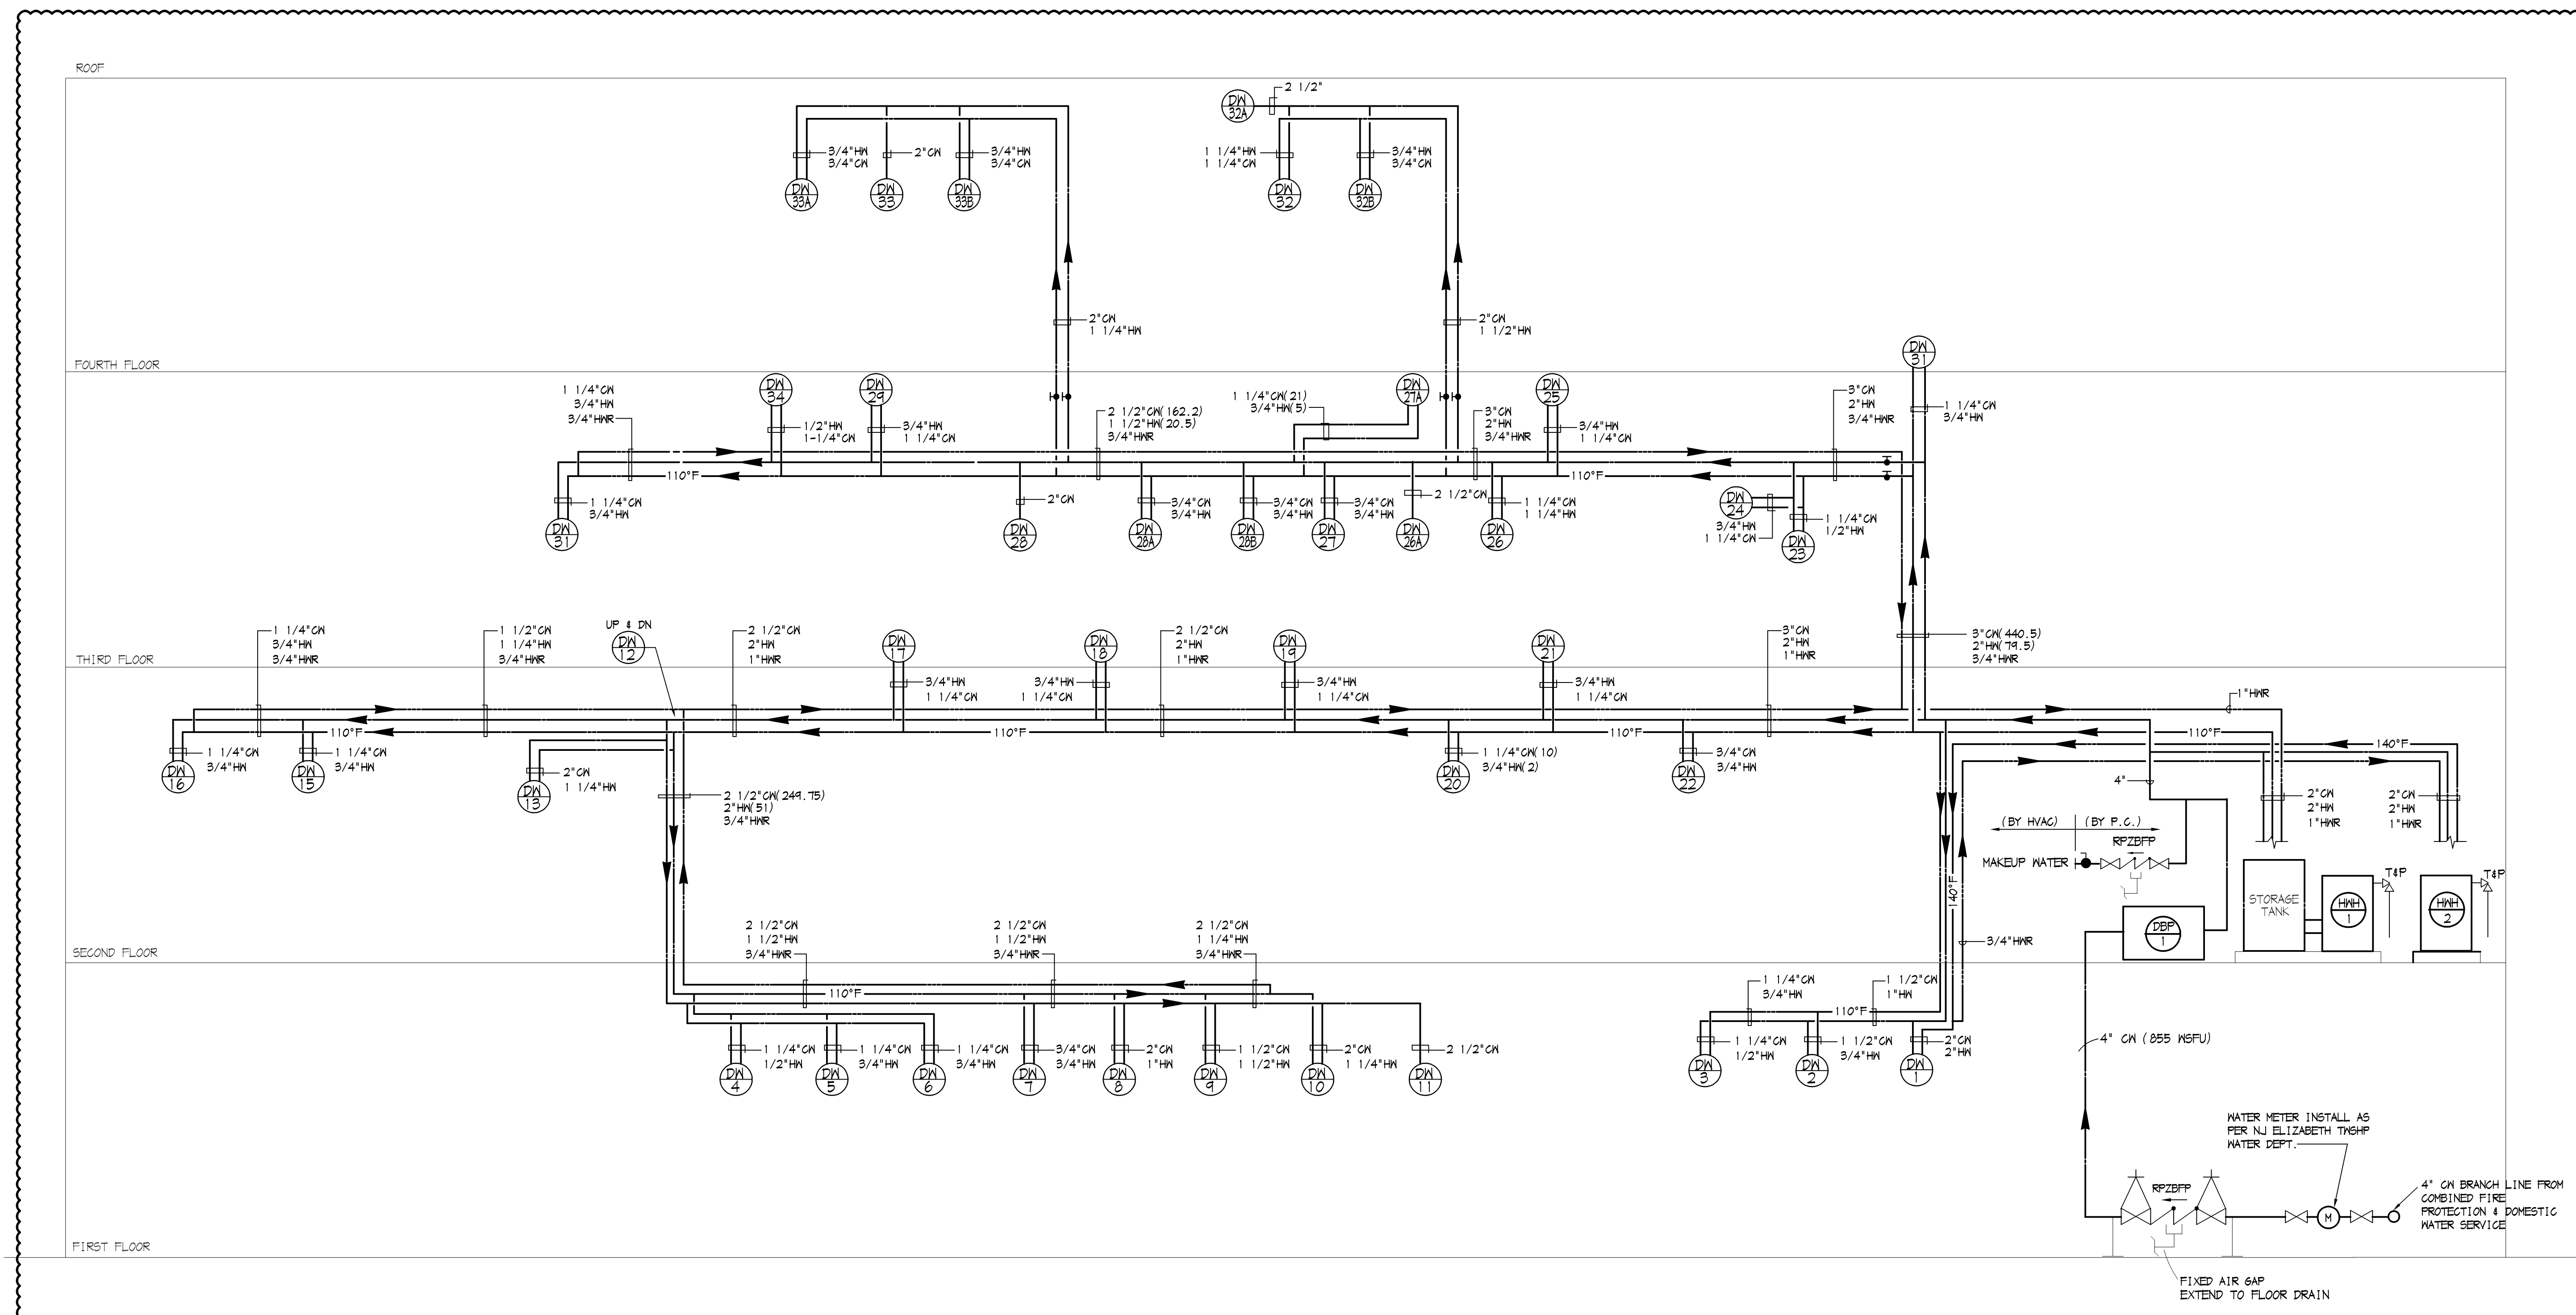 ROOF
2 1/2"
DW
32A
3/4"HW
3/4"CW
2"CW
3/4"HW
3/4"CW
1 1/4"HW
1 1/4"CW
3/4"HW
3/4"CW
DW
33A
DW
33
DW
33B
DW
32
DW
32B
2"CW
1 1/4"HW
2"CW
1 1/2"HW
FOURTH FLOOR
DW
31
1 1/4"CW
3/4"HW
3/4"HWR
DW
34
DW
29
1 1/4"CW(21)
3/4"HW(5)
DW
27A
DW
25
3"CW
2"HW
3/4"HWR
1 1/4"CW
3/4"HW
1/2"HW
1-1/4"CW
3/4"HW
1 1/4"CW
2 1/2"CW(162.2)
1 1/2"HW(20.5)
3/4"HWR
3"CW
2"HW
3/4"HWR
3/4"HW
1 1/4"CW
110°F
110°F
1 1/4"CW
3/4"HW
2"CW
3/4"CW
3/4"HW
3/4"CW
3/4"HW
3/4"CW
3/4"HW
2 1/2"CW
1 1/4"CW
1 1/4"HW
DW
24
3/4"HW
1 1/4"CW
1 1/4"CW
1/2"HW
DW
31
DW
28
DW
28A
DW
28B
DW
27
DW
26A
DW
26
DW
23
THIRD FLOOR
1 1/4"CW
3/4"HW
3/4"HWR
1 1/2"CW
1 1/4"HW
3/4"HWR
UP & DN
DW
12
2 1/2"CW
2"HW
1"HWR
DW
17
DW
18
2 1/2"CW
2"HW
1"HWR
DW
19
DW
21
3"CW
2"HW
1"HWR
3"CW(440.5)
2"HW(79.5)
3/4"HWR
3/4"HW
1 1/4"CW
3/4"HW
1 1/4"CW
3/4"HW
1 1/4"CW
3/4"HW
1 1/4"CW
1"HWR
110°F
110°F
110°F
110°F
140°F
1 1/4"CW
3/4"HW
1 1/4"CW
3/4"HW
2"CW
1 1/4"HW
1 1/4"CW(10)
3/4"HW(2)
3/4"CW
3/4"HW
DW
16
DW
15
DW
13
DW
20
DW
22
2 1/2"CW(249.75)
2"HW(51)
3/4"HWR
4"
2"CW
2"HW
1"HWR
2"CW
2"HW
1"HWR
(BY HVAC)
(BY P.C.)
RPZBFP
MAKEUP WATER
140°F
STORAGE
TANK
HWH
1
T&P
HWH
2
T&P
DBP
1
3/4"HWR
SECOND FLOOR
2 1/2"CW
1 1/2"HW
3/4"HWR
2 1/2"CW
1 1/2"HW
3/4"HWR
2 1/2"CW
1 1/4"HW
3/4"HWR
110°F
1 1/4"CW
3/4"HW
1 1/2"CW
1"HW
110°F
1 1/4"CW
1/2"HW
1 1/4"CW
3/4"HW
1 1/4"CW
3/4"HW
3/4"CW
3/4"HW
2"CW
1"HW
1 1/2"CW
1 1/2"HW
2"CW
1 1/4"HW
2 1/2"CW
1 1/4"CW
1/2"HW
1 1/2"CW
3/4"HW
2"CW
2"HW
DW
4
DW
5
DW
6
DW
7
DW
8
DW
9
DW
10
DW
11
DW
3
DW
2
DW
1
4" CW (855 WSFU)
WATER METER INSTALL AS
PER NJ ELIZABETH TWSHP
WATER DEPT.
RPZBFP
M
4" CW BRANCH LINE FROM
COMBINED FIRE
PROTECTION & DOMESTIC
WATER SERVICE
FIRST FLOOR
FIXED AIR GAP
EXTEND TO FLOOR DRAIN